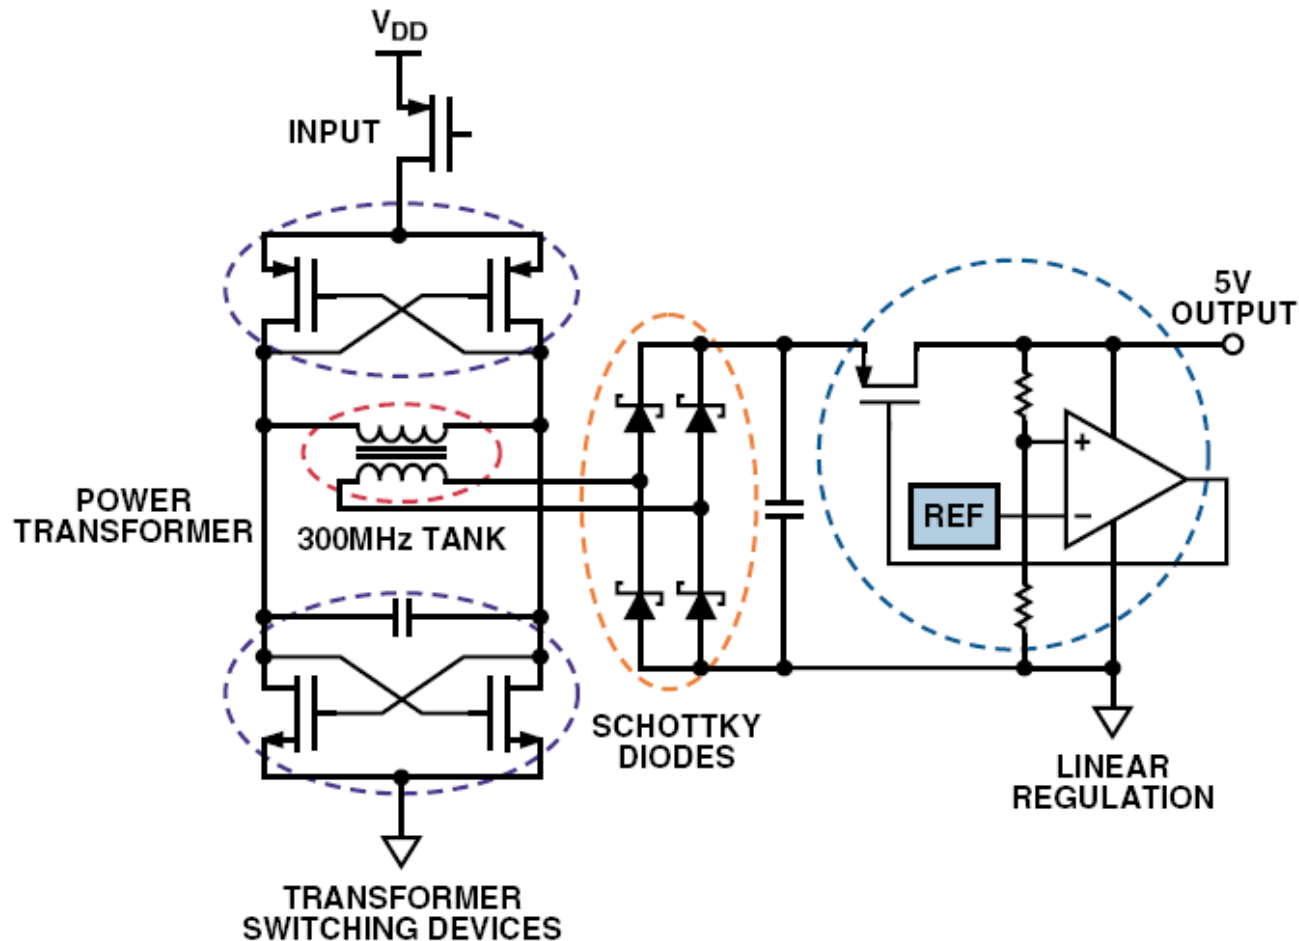 VDD
INPUT
5V
OUTPUT
+
REF
−
POWER
TRANSFORMER
300MHz TANK
SCHOTTKY
DIODES
LINEAR
REGULATION
TRANSFORMER
SWITCHING DEVICES